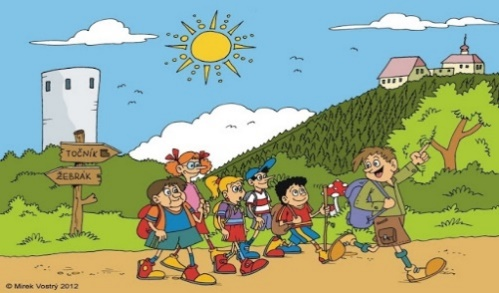 TOČNÍK
ŽEBRÁK
© Mirek Vostrý 2012